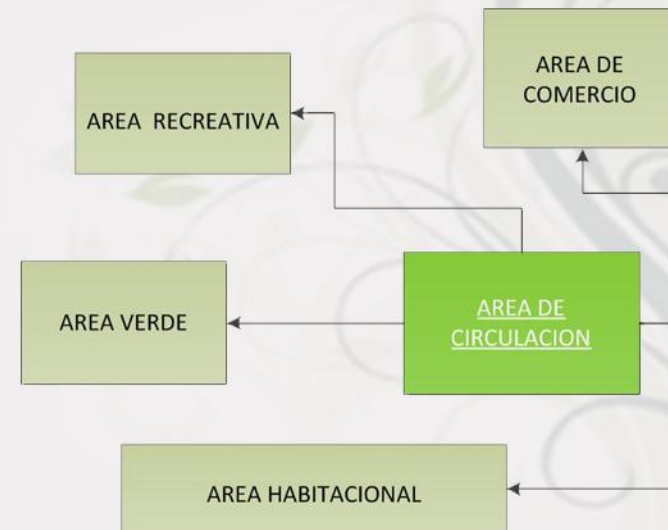 AREA DE
COMERCIO
AREA RECREATIVA
AREA VERDE
AREA DE
CIRCULACION
AREA HABITACIONAL